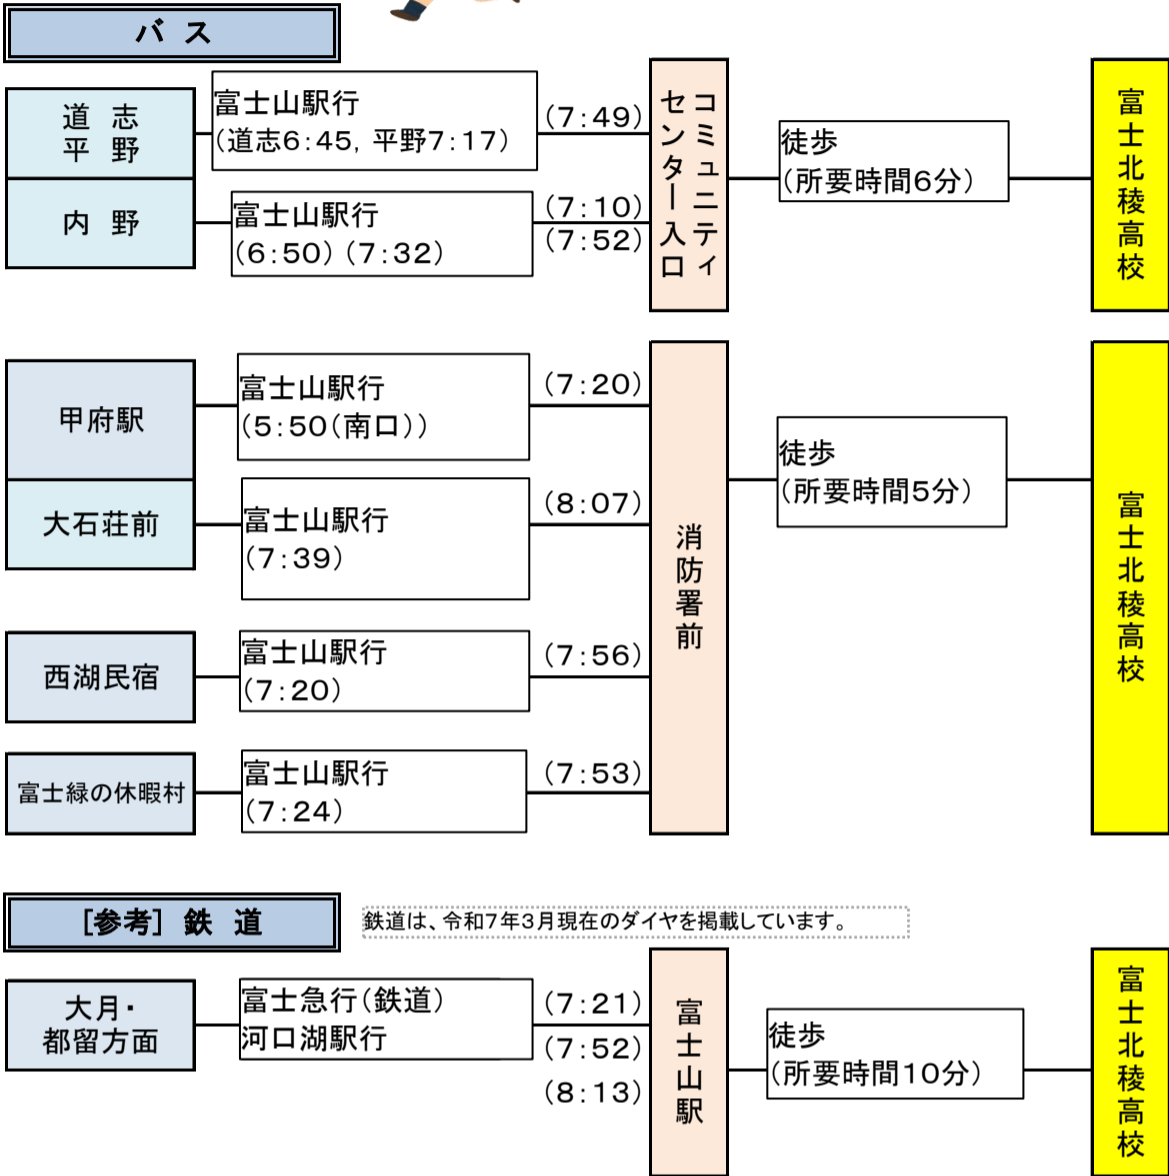 バス
道志
平野
富士山駅行
(道志6:45, 平野7:17)
(7:49)
内野
富士山駅行
(6:50)(7:32)
(7:10)
(7:52)
コミュニティ
センター入口
徒歩
(所要時間6分)
富士北稜高校
甲府駅
富士山駅行
(5:50(南口))
(7:20)
大石荘前
富士山駅行
(7:39)
(8:07)
西湖民宿
富士山駅行
(7:20)
(7:56)
富士緑の休暇村
富士山駅行
(7:24)
(7:53)
消防署前
徒歩
(所要時間5分)
富士北稜高校
[参考] 鉄道
鉄道は、令和7年3月現在のダイヤを掲載しています。
大月・
都留方面
富士急行(鉄道)
河口湖駅行
(7:21)
(7:52)
(8:13)
富士山駅
徒歩
(所要時間10分)
富士北稜高校